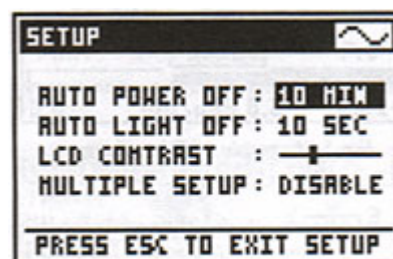 SETUP
AUTO POWER OFF: 10 MIN
AUTO LIGHT OFF: 10 SEC
LCD CONTRAST :
MULTIPLE SETUP: DISABLE
PRESS ESC TO EXIT SETUP